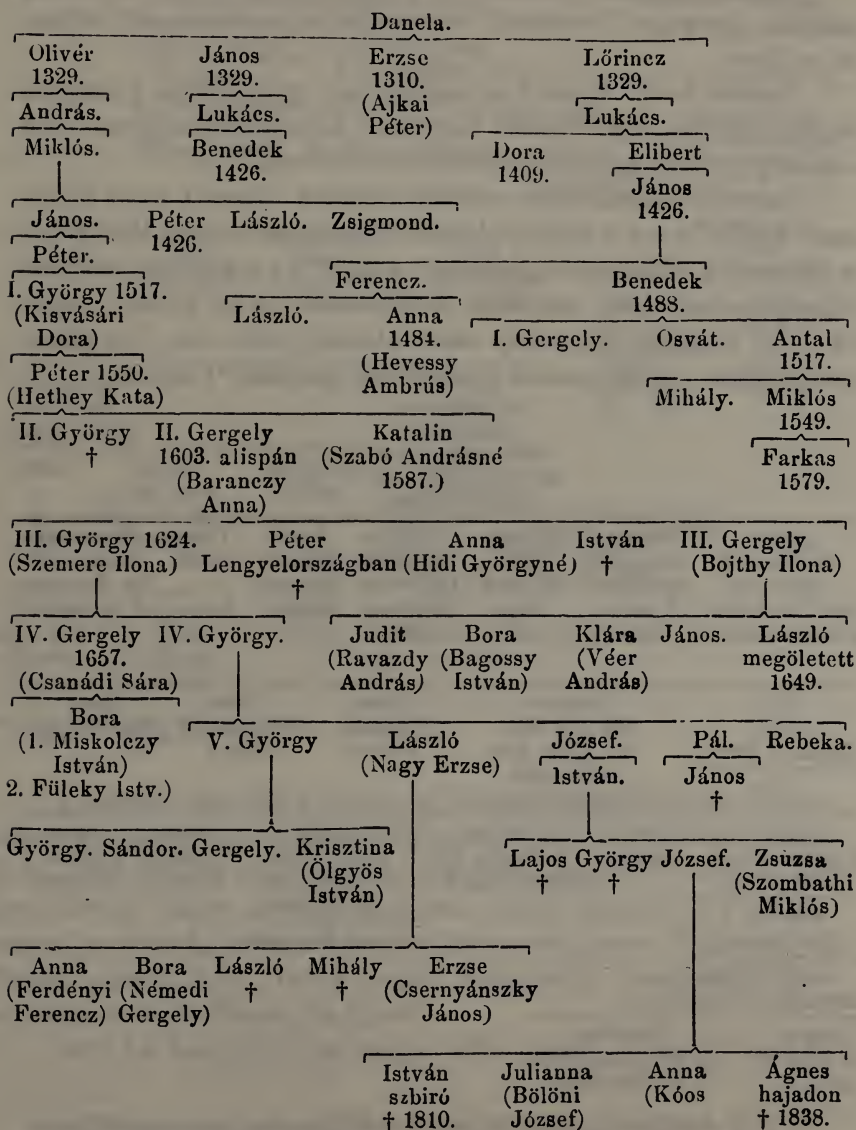 Danela.
Olivér János Erzse Lőrincz
1329. 1329. 1310. 1329.
András. Lukács. (Ajkai Lukács.
Péter)
Miklós. Benedek Dora Elibert
1426. 1409. János
1426.
János. Péter László. Zsigmond.
1426.
Péter.
I. György 1517. Ferencz. Benedek
(Kisvásári László. Anna 1488.
Dora) 1484. I. Gergely. Osvát. Antal
(Hevessy 1517.
Péter 1550. Ambrús) Mihály. Miklós
(Hethey Kata) 1549.
II. György II. Gergely Katalin Farkas
† 1603. alispán (Szabó Andrásné 1579.
(Baranczy 1587.)
Anna)
III. György 1624. Péter Anna István III. Gergely
(Szemere Ilona) Lengyelországban (Hidi Györgyné) † (Bojthy Ilona)
†
IV. Gergely IV. György. Judit Bora Klára János. László
1657. (Ravazdy (Bagossy (Véer megöletett
(Csanádi Sára) András) István) András) 1649.
Bora
(1. Miskolczy V. György László József. Pál. Rebeka.
István) (Nagy Erzse) István. János
2. Füleky Istv.) †
György. Sándor. Gergely. Krisztina Lajos György József. Zsuzsa
(Ölgyös † † (Szombathi
István) Miklós)
Anna Bora László Mihály Erzse
(Ferdényi (Némedi † † (Csernyánszky
Ferencz) Gergely) János)
István Julianna Anna Ágnes
szbiró (Bölöni (Kóos hajadon
† 1810. József) † 1838.